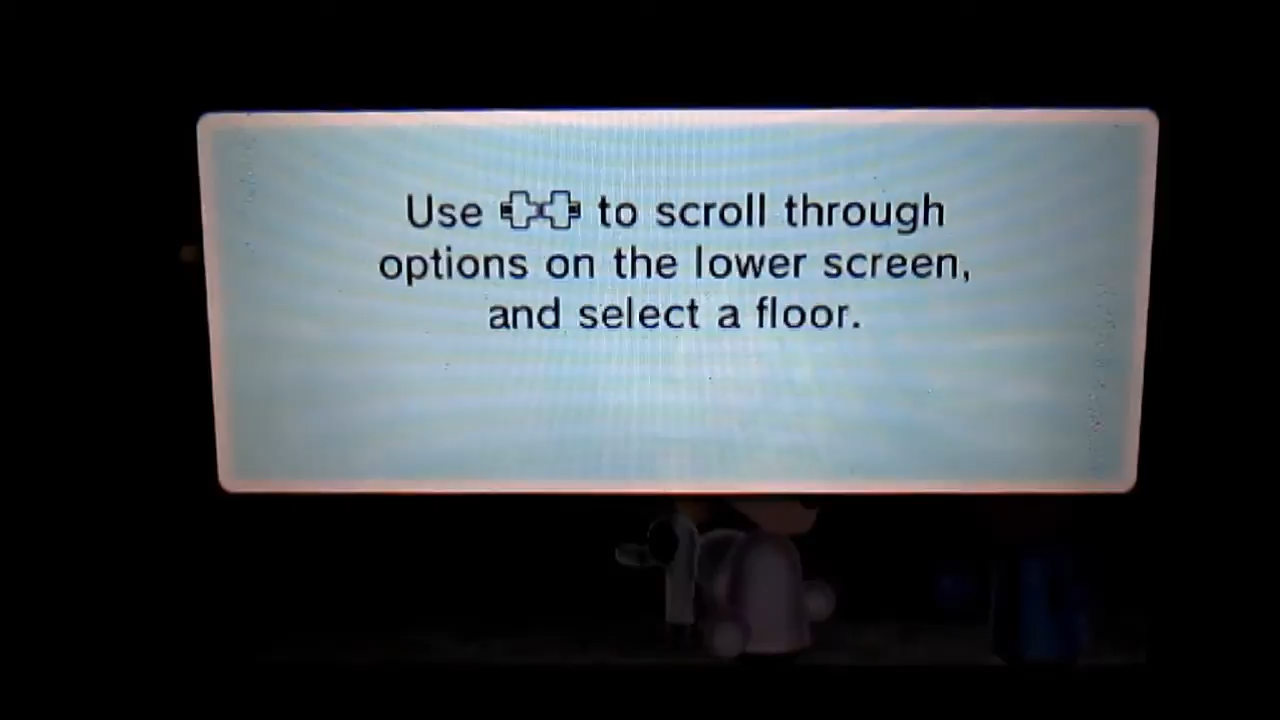 Use to scroll through
options on the lower screen,
and select a floor.